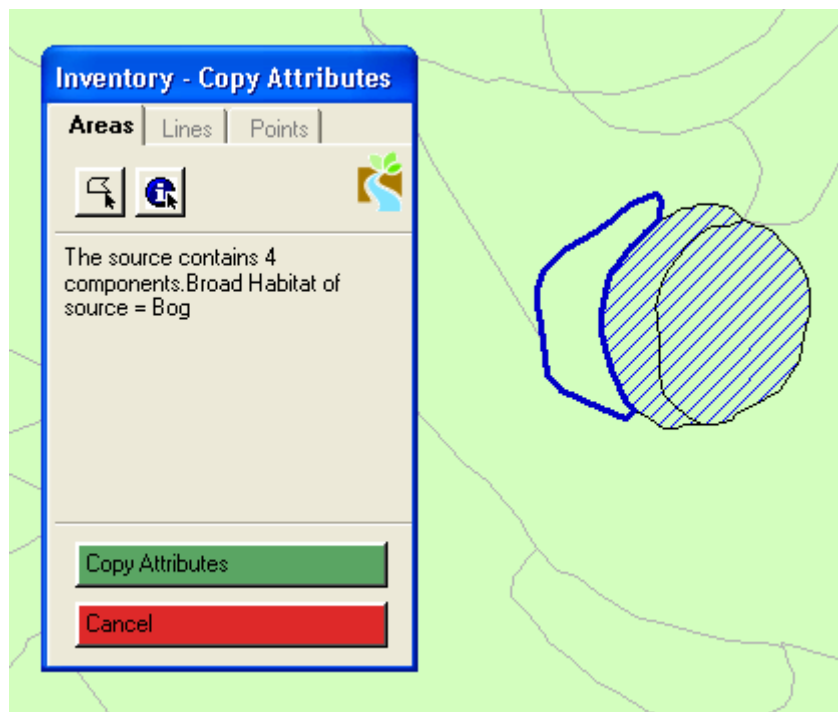 Inventory - Copy Attributes
Areas
Lines
Points
The source contains 4
components.Broad Habitat of
source = Bog
Copy Attributes
Cancel